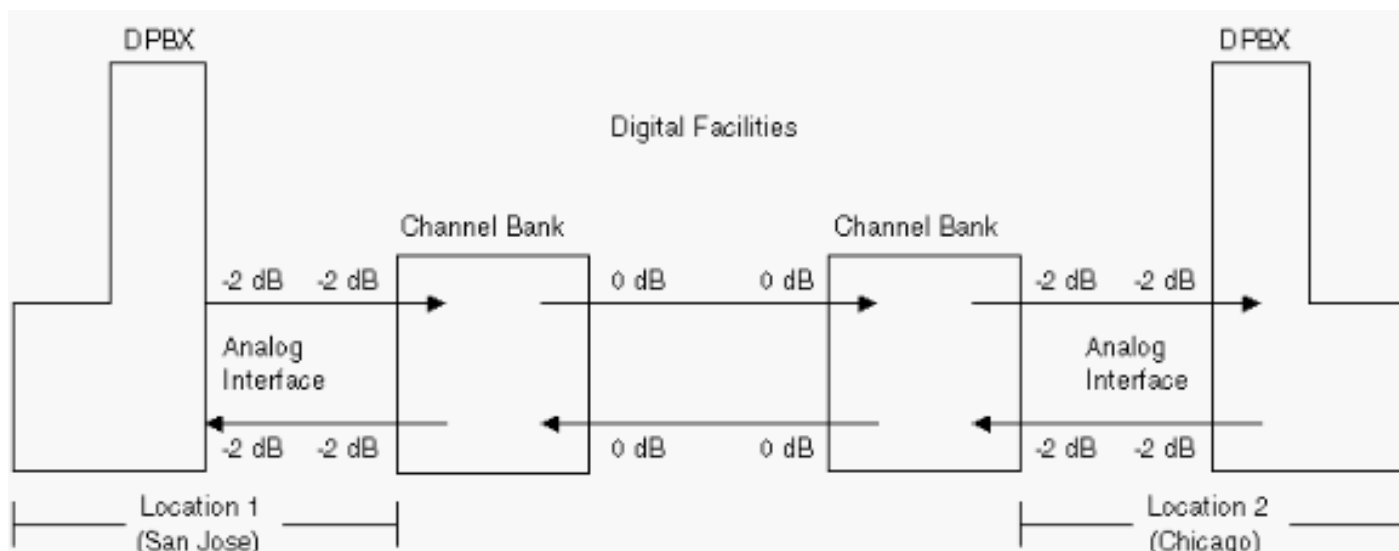 DPBX
DPBX
Digital Facilities
Channel Bank
Channel Bank
-2 dB -2 dB
0 dB 0 dB
-2 dB -2 dB
Analog
Interface
Analog
Interface
-2 dB -2 dB
0 dB 0 dB
-2 dB -2 dB
Location 1
(San Jose)
Location 2
(Chicago)